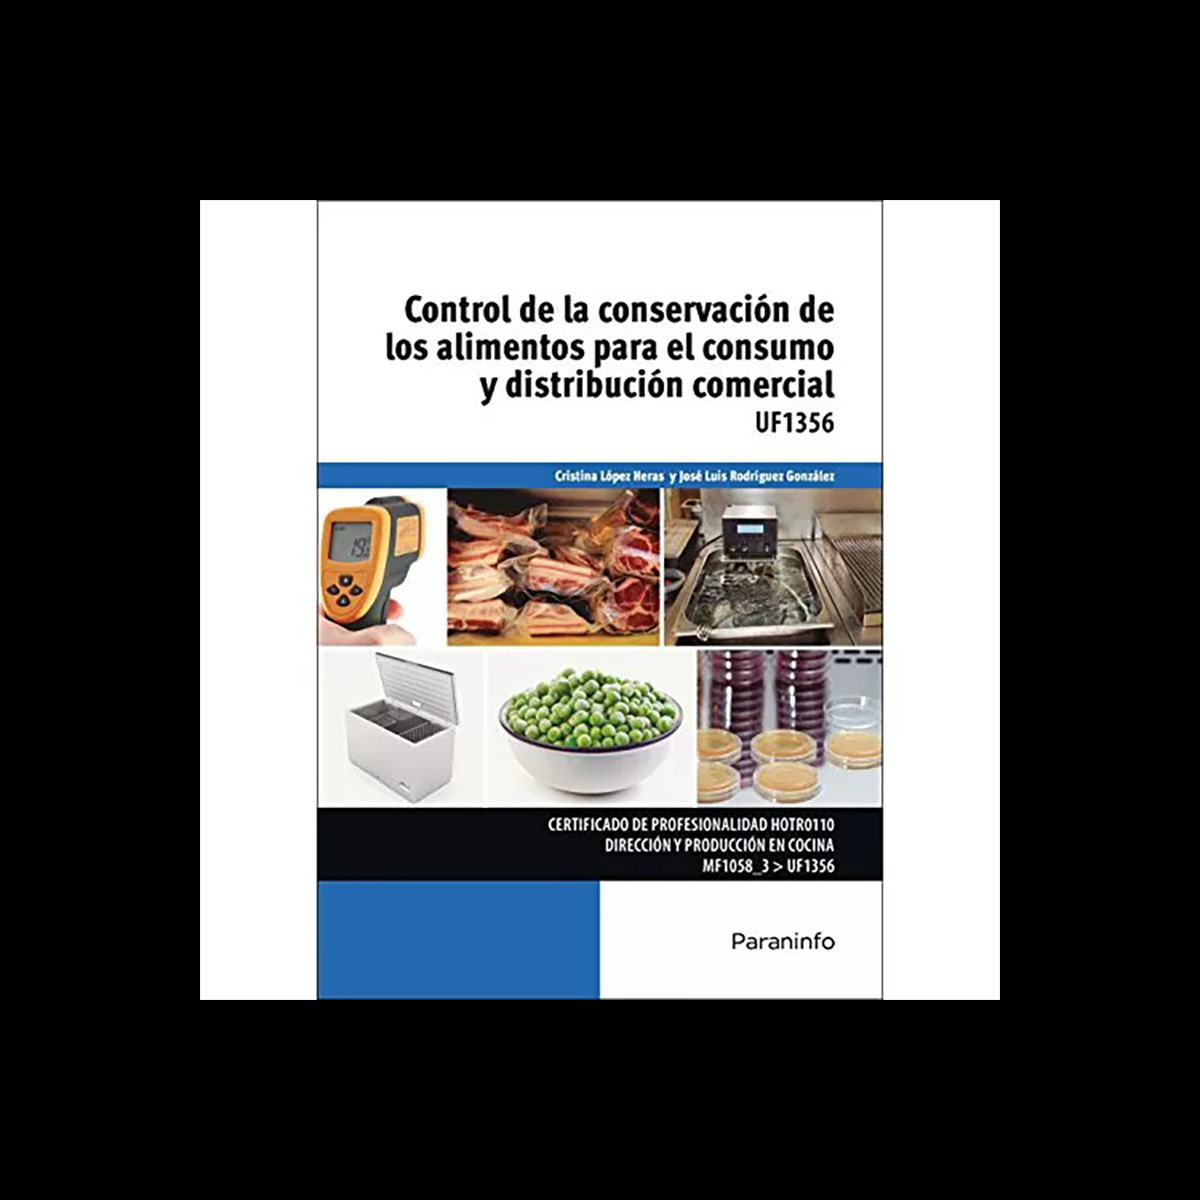 Control de la conservación de
los alimentos para el consumo
y distribución comercial
UF1356
Cristina López Heras y José Luis Rodríguez González
CERTIFICADO DE PROFESIONALIDAD HOTR0110
DIRECCIÓN Y PRODUCCIÓN EN COCINA
MF1058_3 > UF1356
Paraninfo